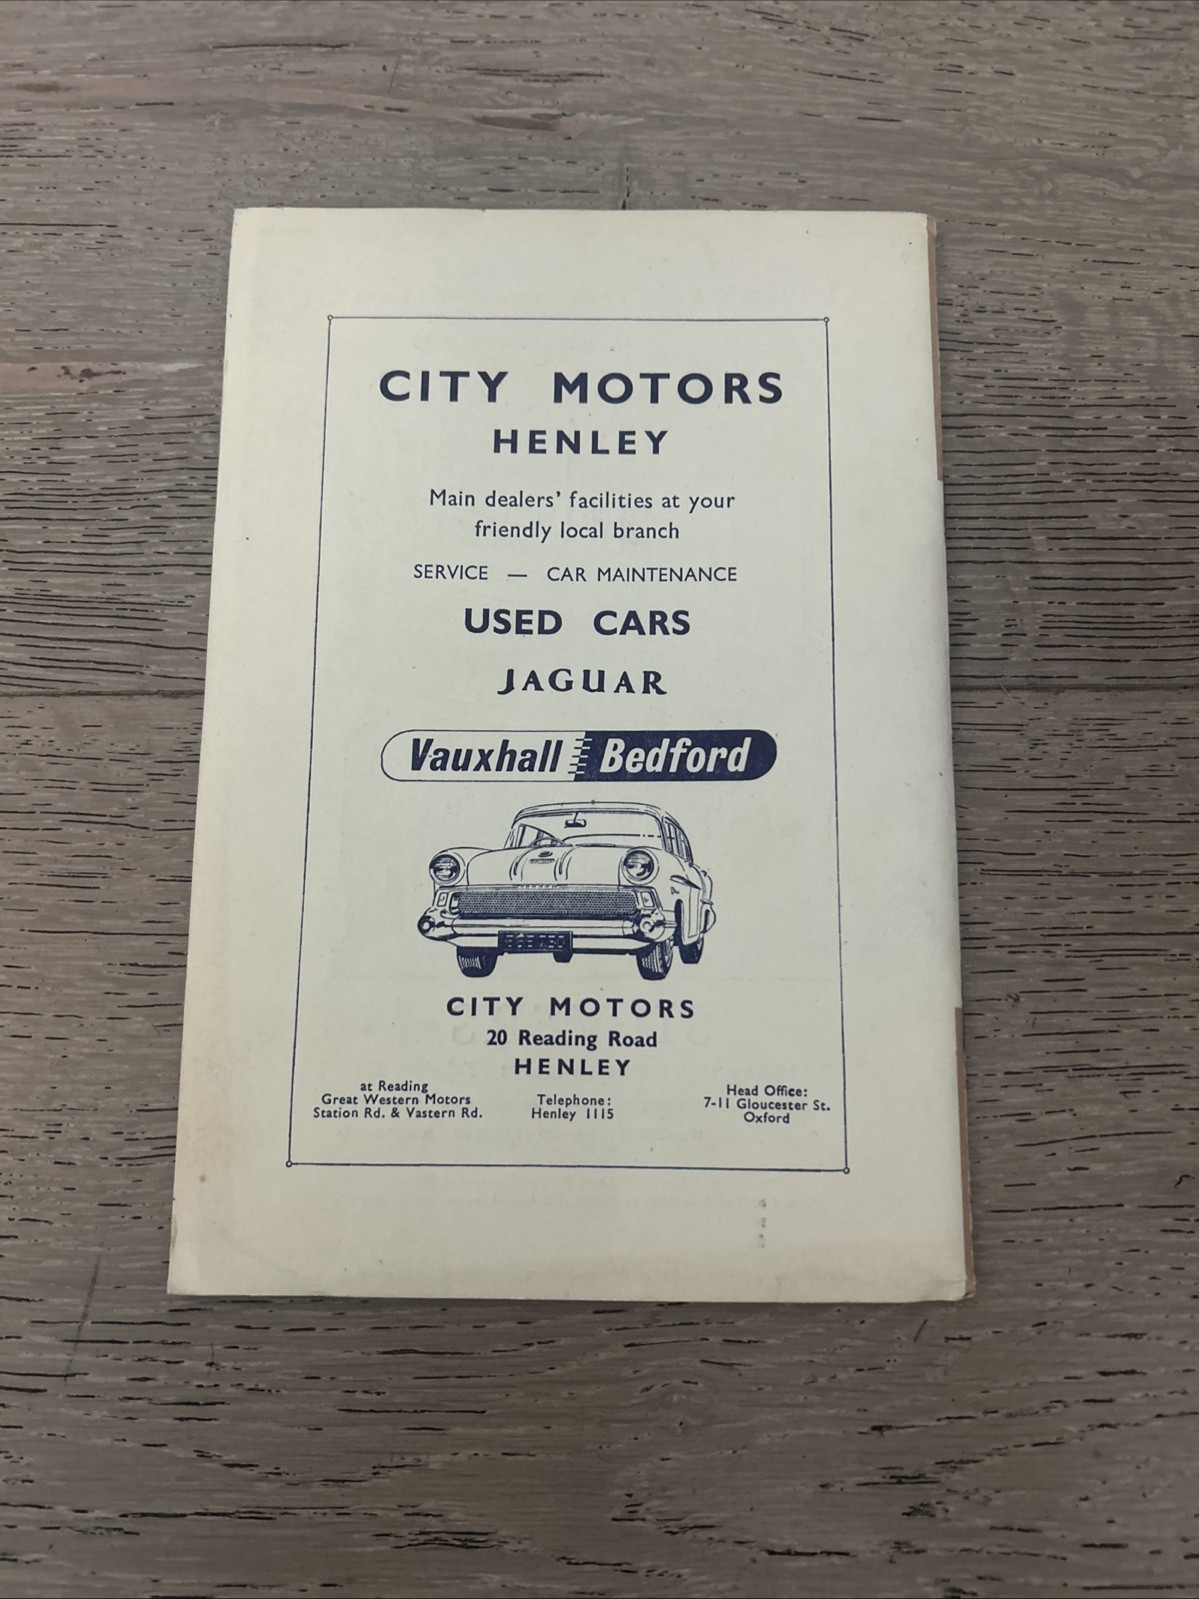 CITY MOTORS
HENLEY
Main dealers' facilities at your
friendly local branch
SERVICE — CAR MAINTENANCE
USED CARS
JAGUAR
Vauxhall Bedford
CITY MOTORS
20 Reading Road
HENLEY
at Reading
Great Western Motors
Station Rd. & Vastern Rd.
Telephone:
Henley 1115
Head Office:
7-11 Gloucester St.
Oxford